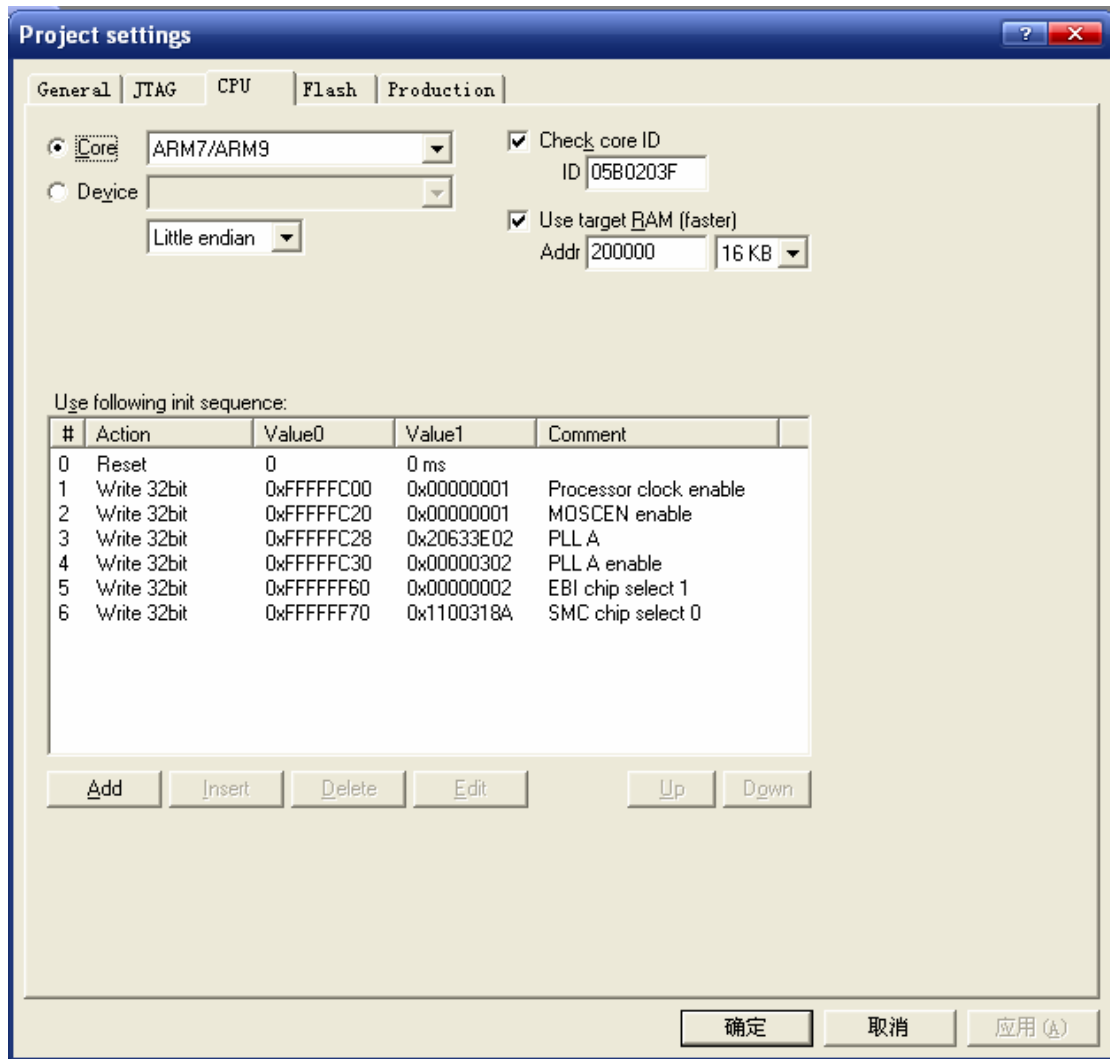 Project settings
General JTAG CPU Flash Production
Core ARM7/ARM9 Check core ID
ID 05B0203F
Device
Use target RAM (faster)
Little endian Addr 200000 16 KB
Use following init sequence:
# Action Value0 Value1 Comment
0 Reset 0 0 ms
1 Write 32bit 0xFFFFFC00 0x00000001 Processor clock enable
2 Write 32bit 0xFFFFFC20 0x00000001 MOSCEN enable
3 Write 32bit 0xFFFFFC28 0x20633E02 PLL A
4 Write 32bit 0xFFFFFC30 0x00000302 PLL A enable
5 Write 32bit 0xFFFFFF60 0x00000002 EBI chip select 1
6 Write 32bit 0xFFFFFF70 0x1100318A SMC chip select 0
Add Insert Delete Edit Up Down
确定 取消 应用(A)